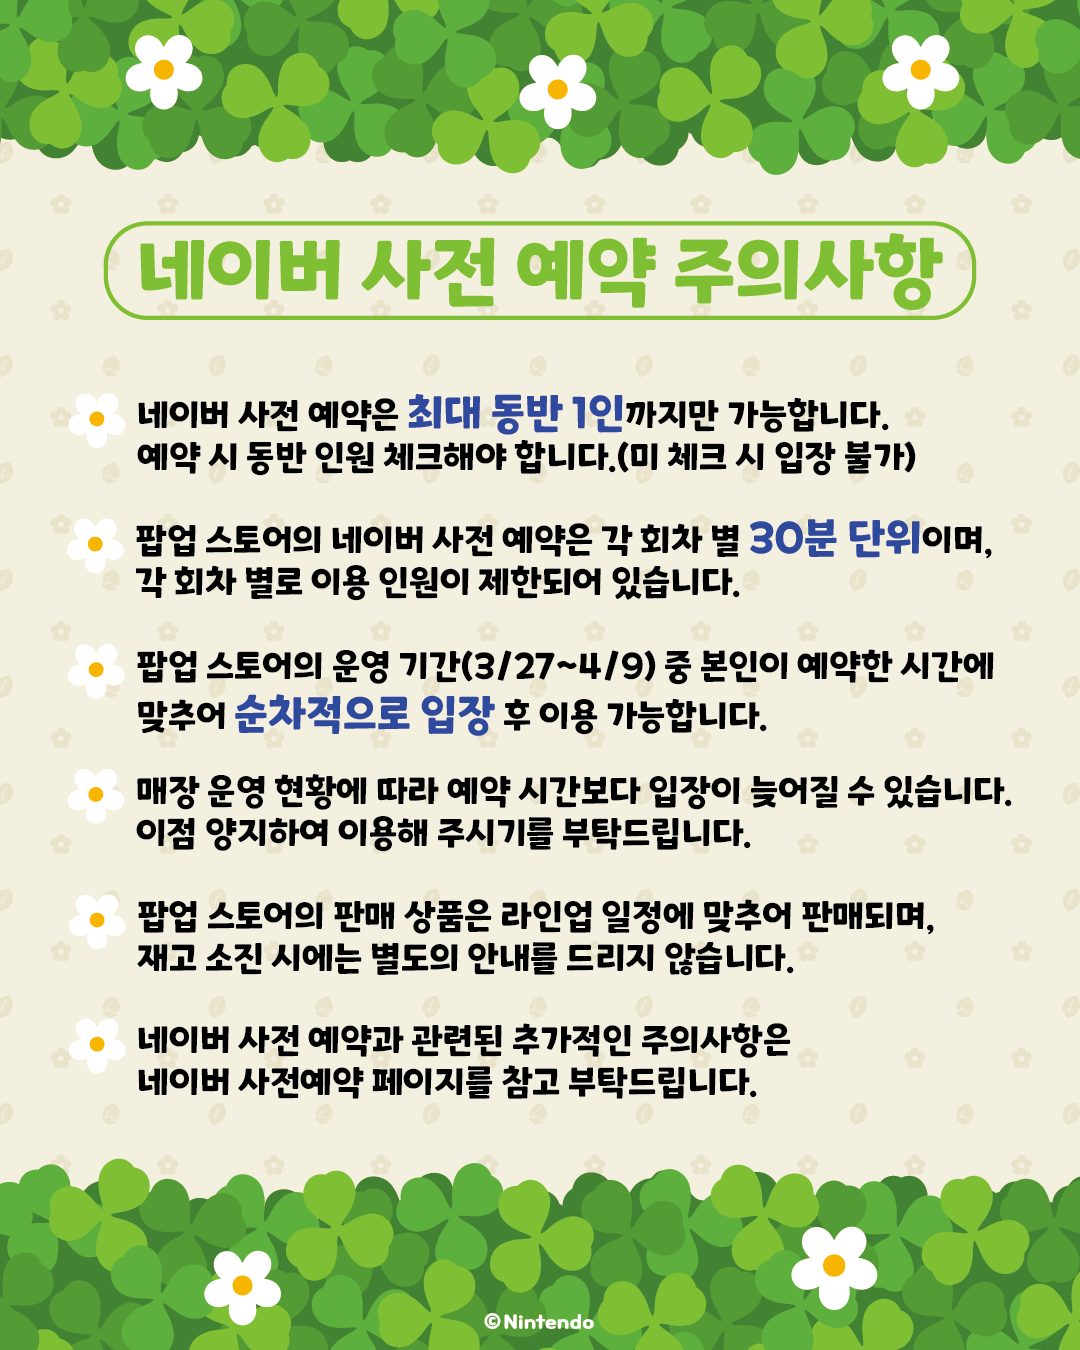 네이버 사전 예약 주의사항
네이버 사전 예약은 최대 동반 1인까지만 가능합니다.
예약 시 동반 인원 체크해야 합니다.(미 체크 시 입장 불가)
팝업 스토어의 네이버 사전 예약은 각 회차 별 30분 단위이며,
각 회차 별로 이용 인원이 제한되어 있습니다.
팝업 스토어의 운영 기간(3/27~4/9) 중 본인이 예약한 시간에
맞추어 순차적으로 입장 후 이용 가능합니다.
매장 운영 현황에 따라 예약 시간보다 입장이 늦어질 수 있습니다.
이점 양지하여 이용해 주시기를 부탁드립니다.
팝업 스토어의 판매 상품은 라인업 일정에 맞추어 판매되며,
재고 소진 시에는 별도의 안내를 드리지 않습니다.
네이버 사전 예약과 관련된 추가적인 주의사항은
네이버 사전예약 페이지를 참고 부탁드립니다.
©Nintendo